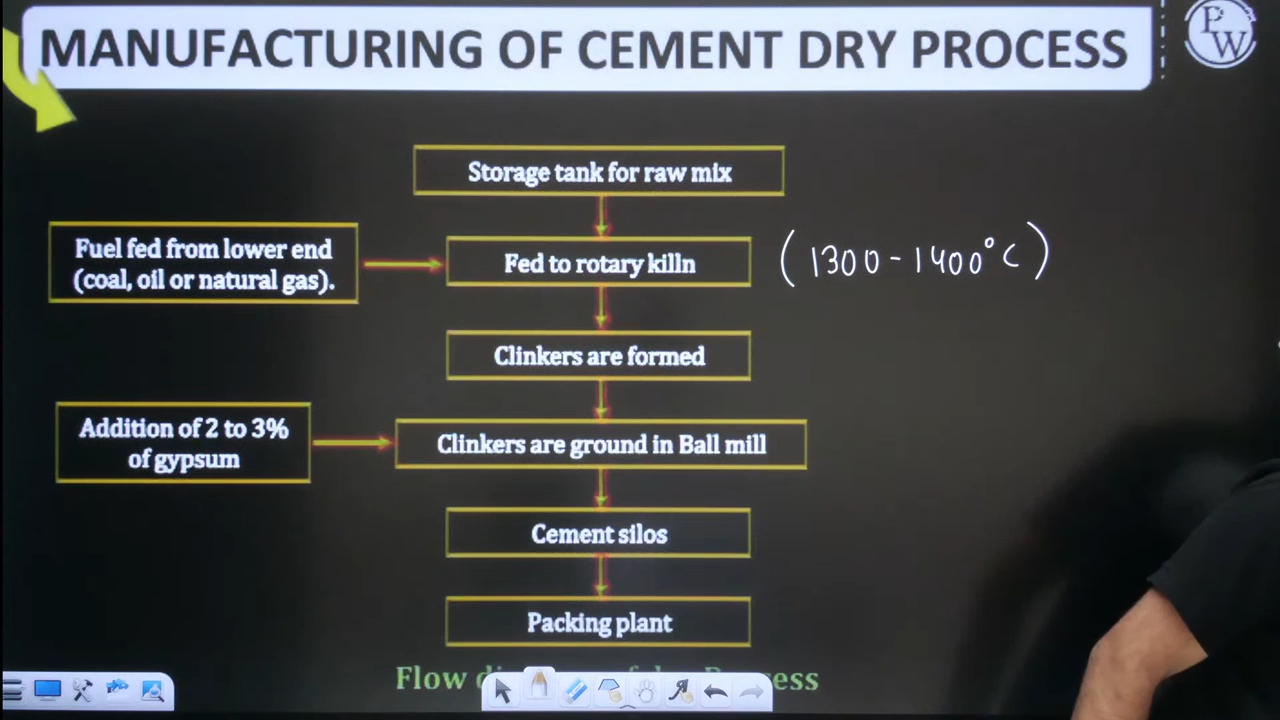 MANUFACTURING OF CEMENT DRY PROCESS
PW
Storage tank for raw mix
Fuel fed from lower end
(coal, oil or natural gas).
Fed to rotary killn
(1300-1400°C)
Clinkers are formed
Addition of 2 to 3%
of gypsum
Clinkers are ground in Ball mill
Cement silos
Packing plant
Flow